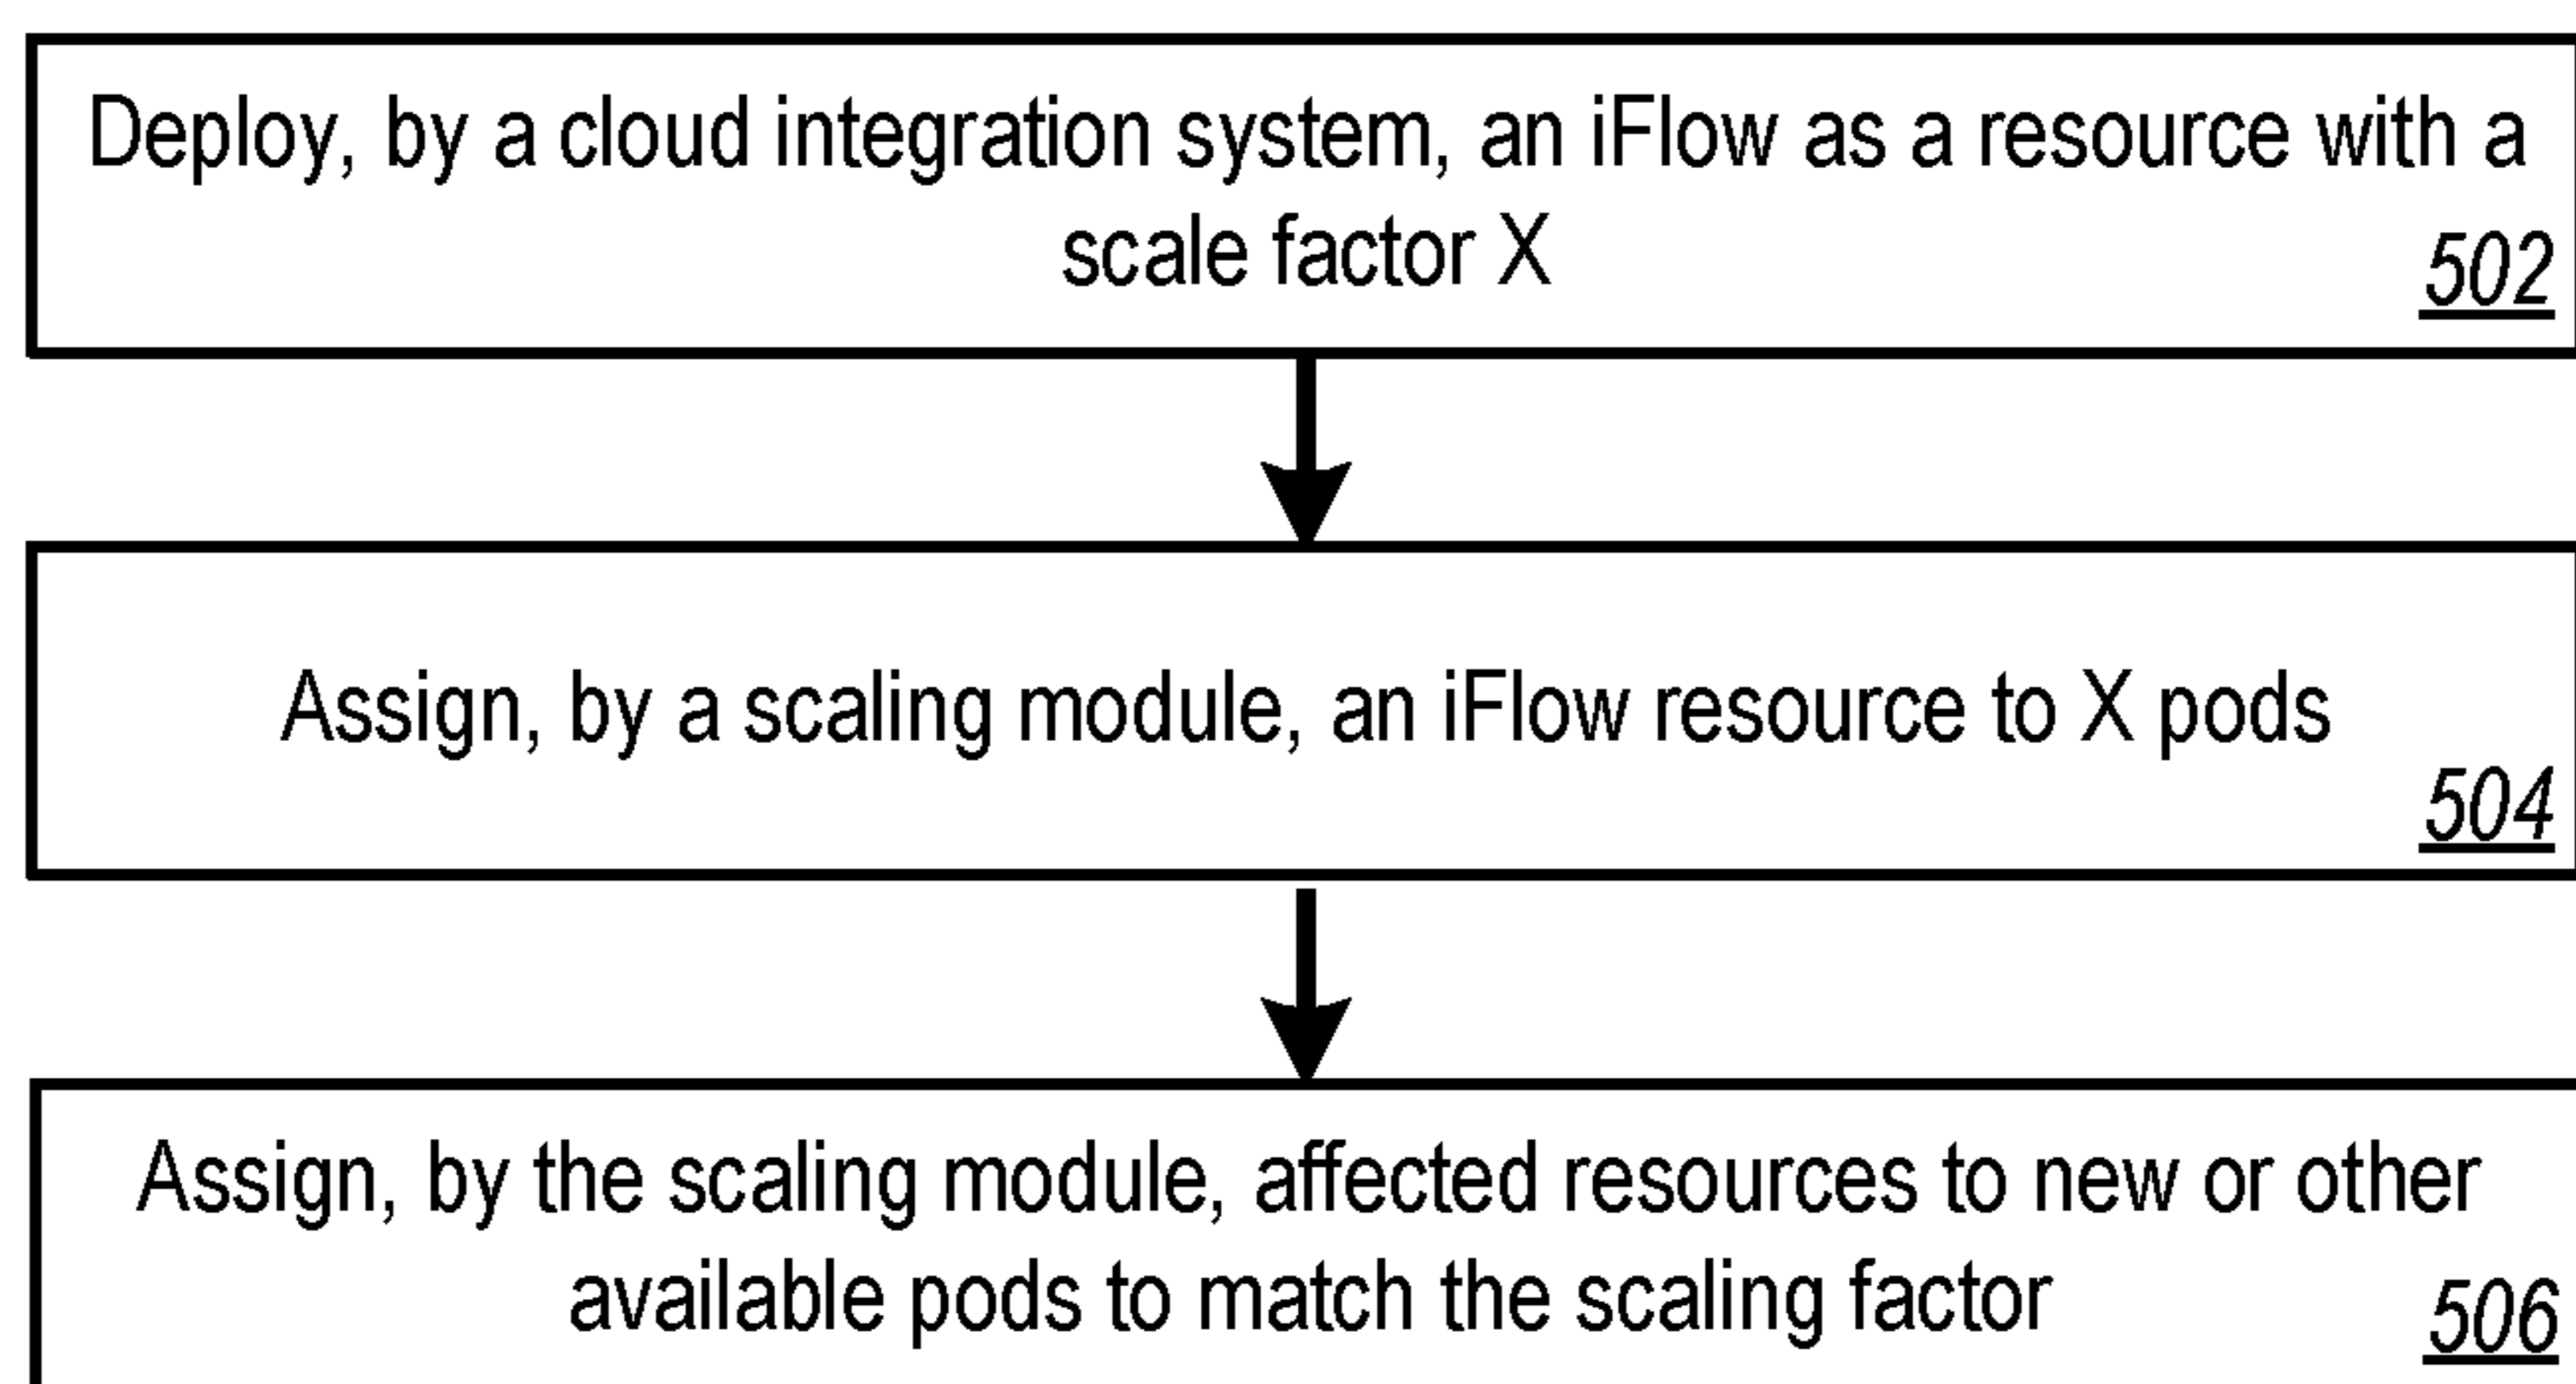 Deploy, by a cloud integration system, an iFlow as a resource with a
scale factor X
502
Assign, by a scaling module, an iFlow resource to X pods
504
Assign, by the scaling module, affected resources to new or other
available pods to match the scaling factor
506